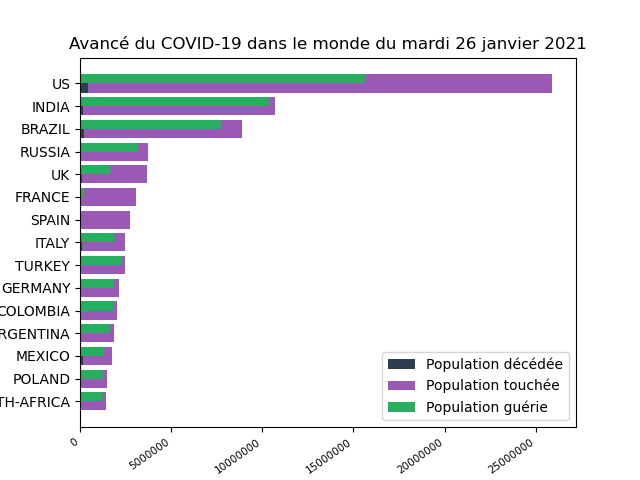 Avancé du COVID-19 dans le monde du mardi 26 janvier 2021
US
INDIA
BRAZIL
RUSSIA
UK
FRANCE
SPAIN
ITALY
TURKEY
GERMANY
COLOMBIA
RGENTINA
MEXICO
POLAND
TH-AFRICA
Population décédée
Population touchée
Population guérie
0
5000000
10000000
15000000
20000000
25000000